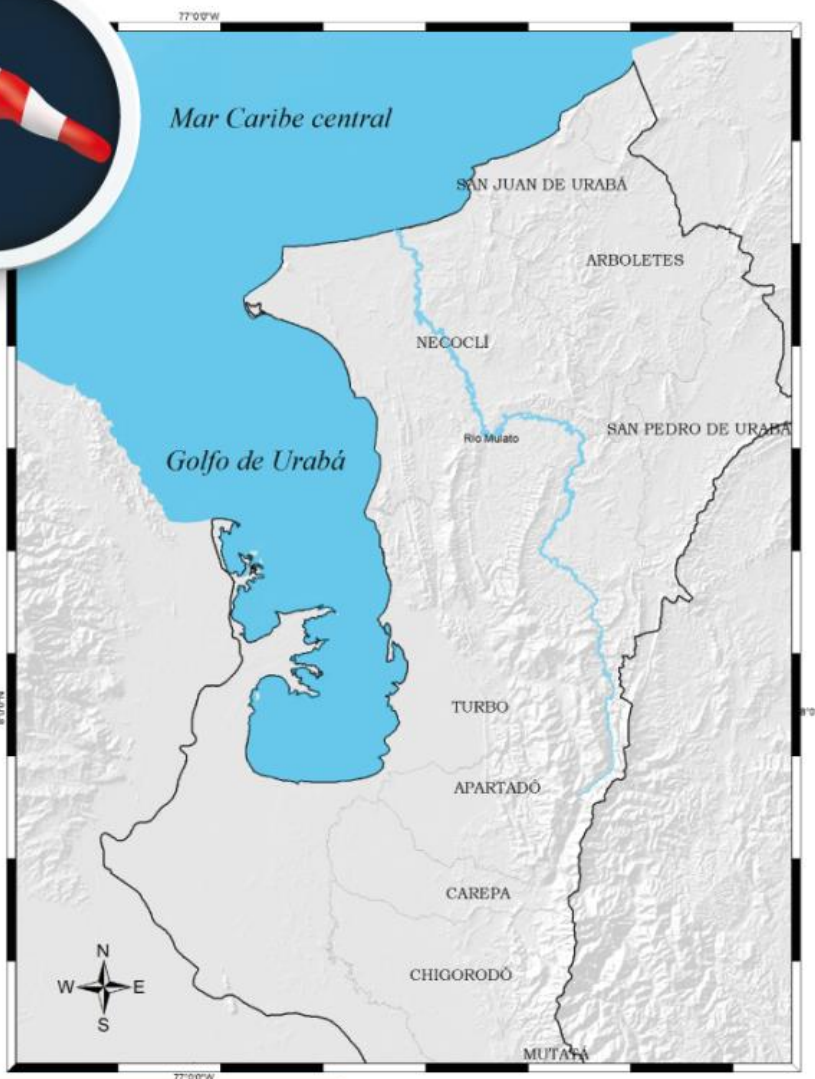 77°0'0"W
Mar Caribe central
SAN JUAN DE URABÁ
ARBOLETES
NECOCLÍ
SAN PEDRO DE URABÁ
Río Mulato
Golfo de Urabá
TURBO
APARTADÓ
CAREPA
N
W E
S
CHIGORODÓ
MUTATÁ
77°0'0"W